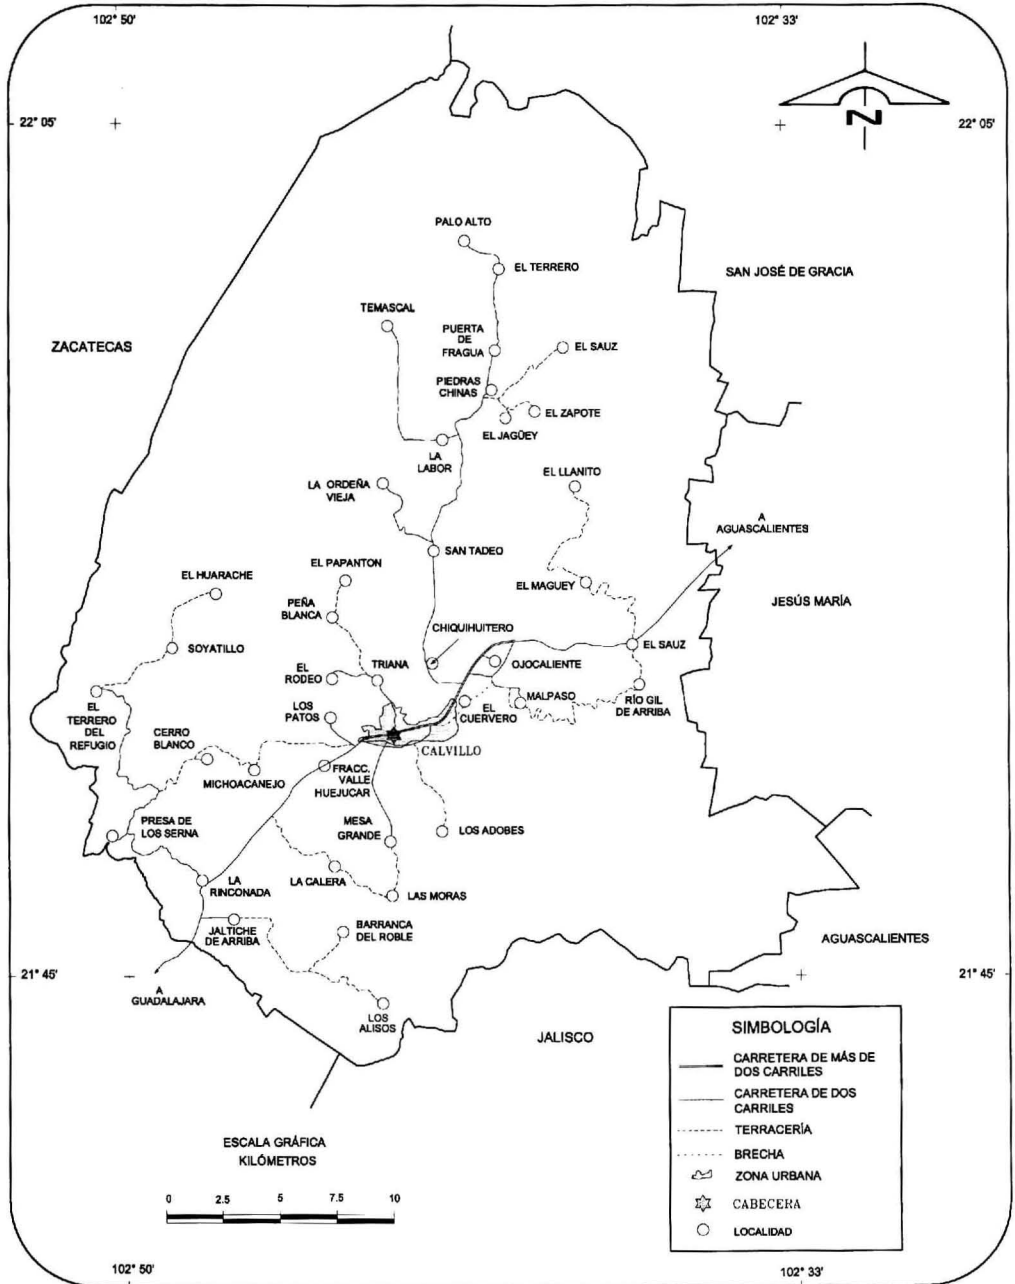 102° 50'
102° 33'
22° 05'
22° 05'
N
PALO ALTO
EL TERRERO
SAN JOSÉ DE GRACIA
TEMASCAL
ZACATECAS
PUERTA
DE
FRAGUA
EL SAUZ
PIEDRAS
CHINAS
EL ZAPOTE
EL JAGÜEY
LA
LABOR
EL LLANITO
LA ORDEÑA
VIEJA
A
AGUASCALIENTES
SAN TADEO
EL PAPANTON
EL HUARACHE
EL MAGUEY
PEÑA
BLANCA
JESÚS MARÍA
CHIQUIHUITERO
SOYATILLO
EL SAUZ
EL
RODEO
TRIANA
OJOCALIENTE
EL
TERRERO
DEL
REFUGIO
LOS
PATOS
EL
CUERVERO
MALPASO
RÍO GIL
DE ARRIBA
CERRO
BLANCO
CALVILLO
MICHOACANEJO
FRACC.
VALLE
HUEJUCAR
PRESA DE
LOS SERNA
MESA
GRANDE
LOS ADOBES
LA
RINCONADA
LA CALERA
LAS MORAS
JALTICHE
DE ARRIBA
BARRANCA
DEL ROBLE
AGUASCALIENTES
21° 45'
21° 45'
A
GUADALAJARA
LOS
ALISOS
JALISCO
SIMBOLOGÍA
CARRETERA DE MÁS DE
DOS CARRILES
CARRETERA DE DOS
CARRILES
TERRACERÍA
BRECHA
ZONA URBANA
CABECERA
LOCALIDAD
ESCALA GRÁFICA
KILÓMETROS
0 2.5 5 7.5 10
102° 50'
102° 33'